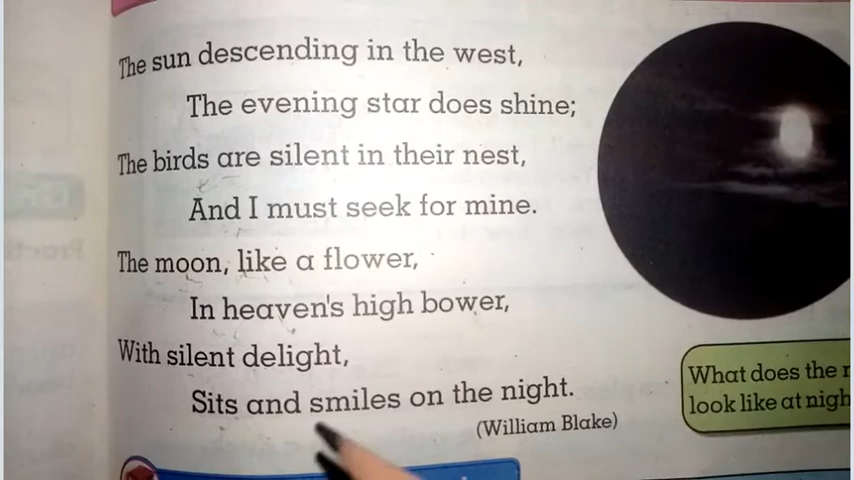 The sun descending in the west,
The evening star does shine;
The birds are silent in their nest,
And I must seek for mine.
The moon, like a flower,
In heaven's high bower,
With silent delight,
Sits and smiles on the night.
(William Blake)
What does the
look like at